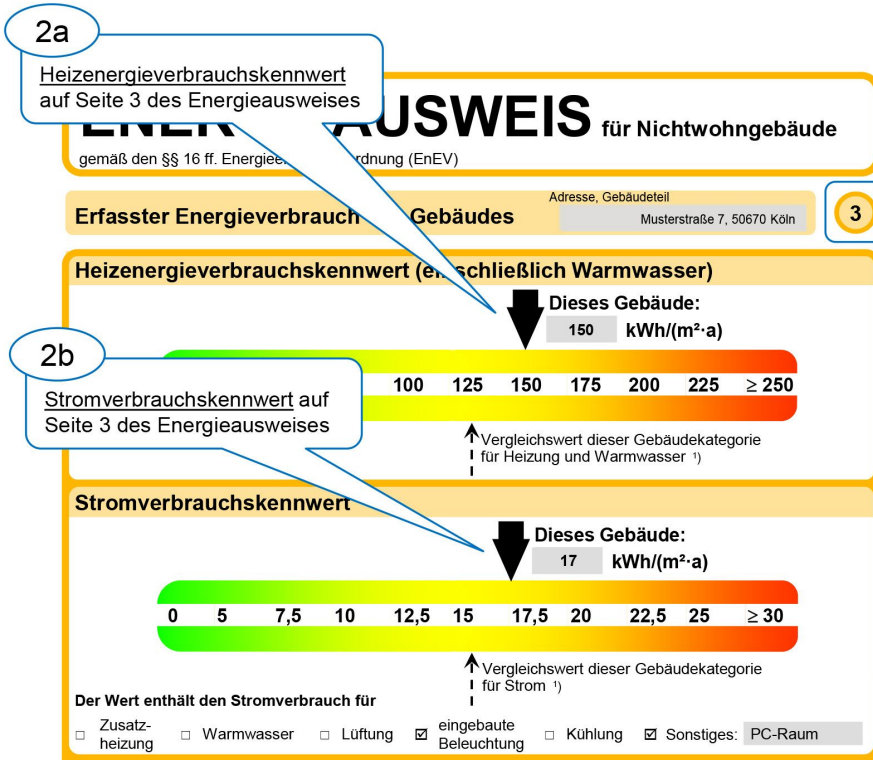 2a
Heizenergieverbrauchskennwert
auf Seite 3 des Energieausweises
AUSWEIS für Nichtwohngebäude
gemäß den §§ 16 ff. (EnEV)
Erfasster Energieverbrauch Gebäudes
Adresse, Gebäudeteil
Musterstraße 7, 50670 Köln
3
Heizenergieverbrauchskennwert (einschließlich Warmwasser)
Dieses Gebäude:
150 kWh/(m²·a)
100 125 150 175 200 225 ≥ 250
Vergleichswert dieser Gebäudekategorie
für Heizung und Warmwasser ¹)
2b
Stromverbrauchskennwert auf
Seite 3 des Energieausweises
Stromverbrauchskennwert
Dieses Gebäude:
17 kWh/(m²·a)
0 5 7,5 10 12,5 15 17,5 20 22,5 25 ≥ 30
Vergleichswert dieser Gebäudekategorie
für Strom ¹)
Der Wert enthält den Stromverbrauch für
□ Zusatz-
heizung
□ Warmwasser □ Lüftung ☑ eingebaute
Beleuchtung
□ Kühlung ☑ Sonstiges: PC-Raum